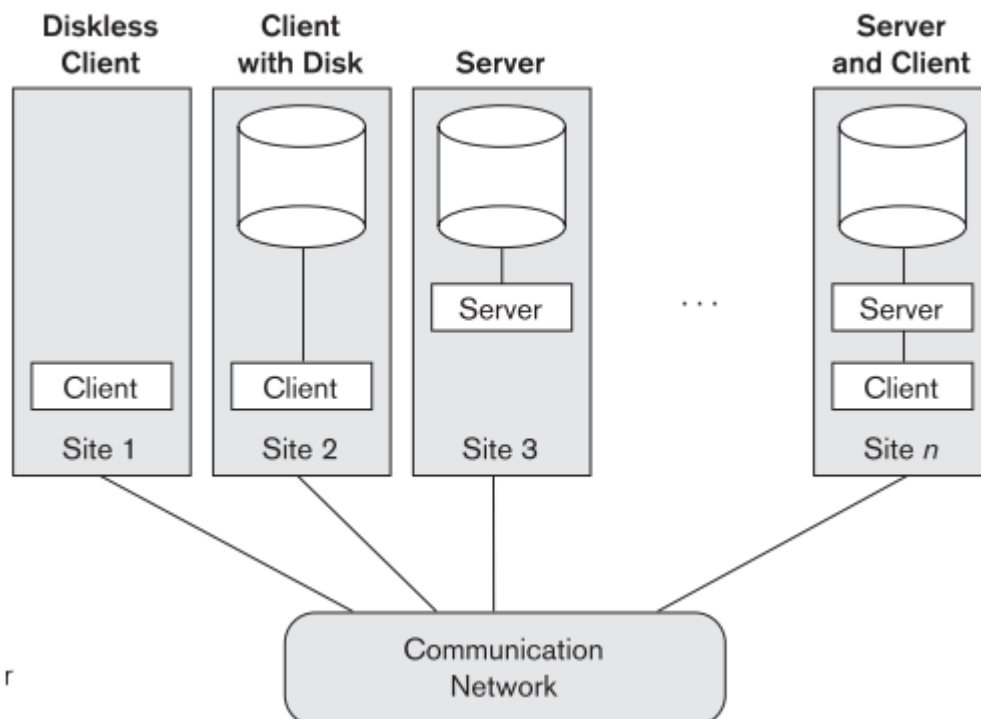 Diskless
Client
Client
with Disk
Server
Server
and Client
Client
Site 1
Client
Site 2
Server
Site 3
. . .
Server
Client
Site n
Communication
Network
r